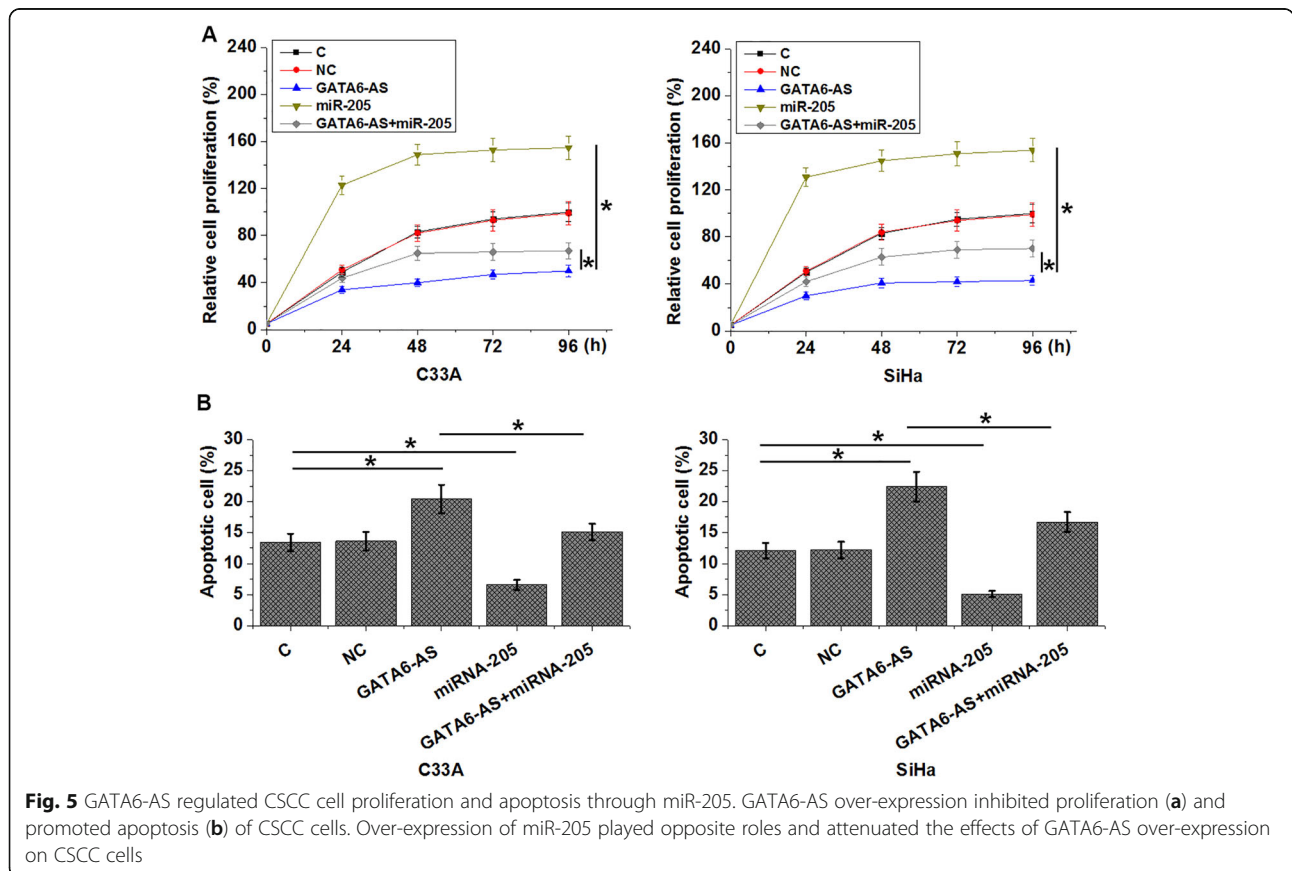 A
240
200
160
120
80
40
0
Relative cell proliferation (%)
C
NC
GATA6-AS
miR-205
GATA6-AS+miR-205
*
*
0 24 48 72 96 (h)
C33A
240
200
160
120
80
40
0
Relative cell proliferation (%)
C
NC
GATA6-AS
miR-205
GATA6-AS+miR-205
*
*
0 24 48 72 96 (h)
SiHa
B
30
25
20
15
10
5
0
Apoptotic cell (%)
*
*
*
C
NC
GATA6-AS
miRNA-205
GATA6-AS+miRNA-205
C33A
30
25
20
15
10
5
0
Apoptotic cell (%)
*
*
*
C
NC
GATA6-AS
miRNA-205
GATA6-AS+miRNA-205
SiHa
Fig. 5 GATA6-AS regulated CSCC cell proliferation and apoptosis through miR-205. GATA6-AS over-expression inhibited proliferation (a) and
promoted apoptosis (b) of CSCC cells. Over-expression of miR-205 played opposite roles and attenuated the effects of GATA6-AS over-expression
on CSCC cells